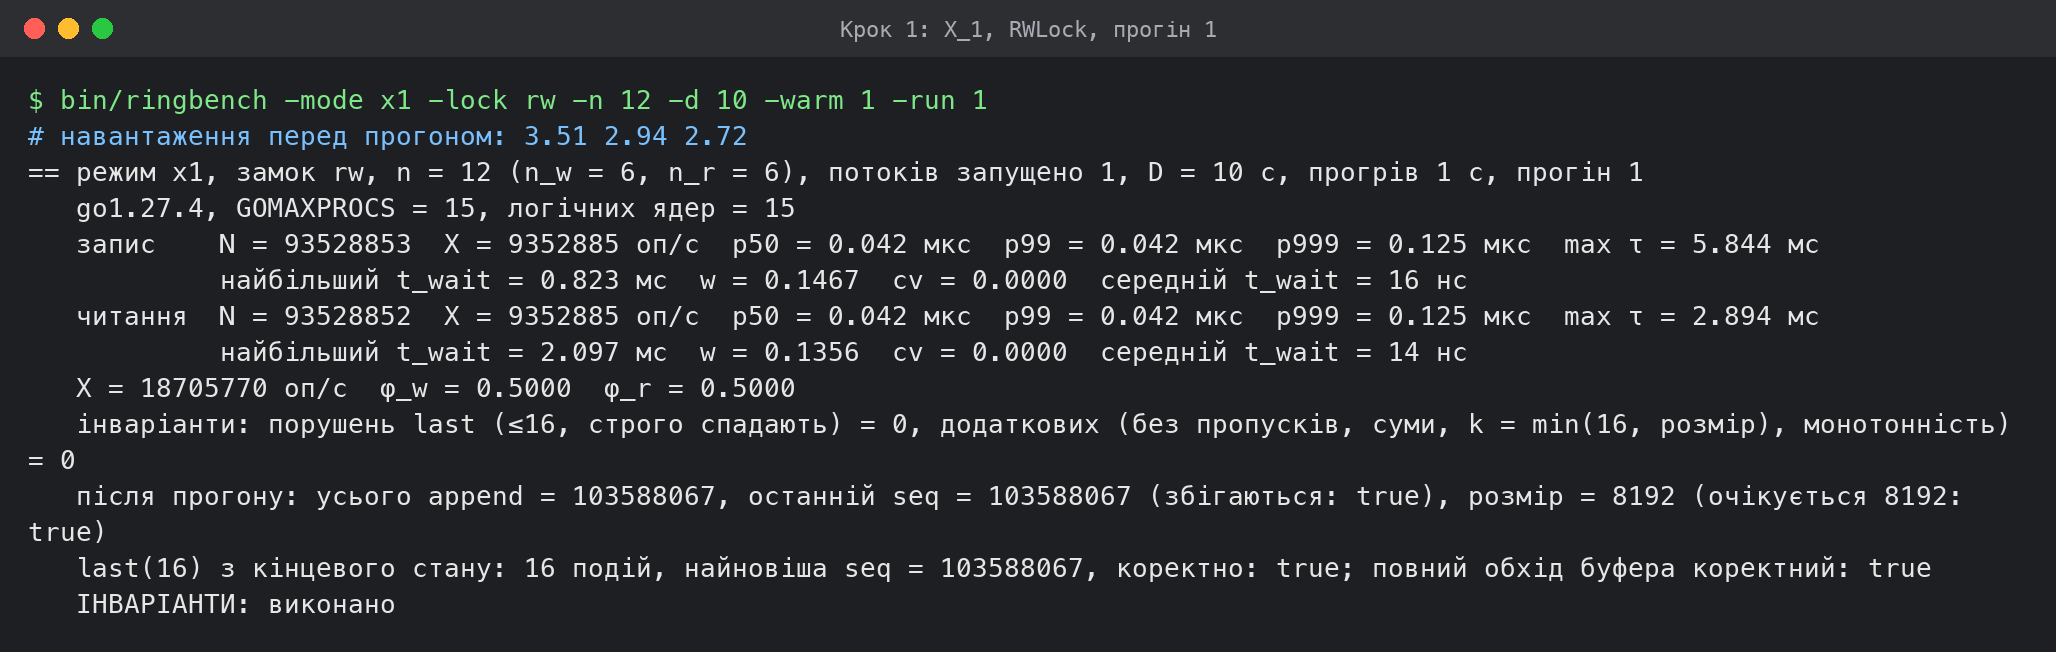 Крок 1: X_1, RWLock, прогін 1
$ bin/ringbench −mode x1 −lock rw −n 12 −d 10 −warm 1 −run 1
# навантаження перед прогоном: 3.51 2.94 2.72
== режим x1, замок rw, n = 12 (n_w = 6, n_r = 6), потоків запущено 1, D = 10 с, прогрів 1 с, прогін 1
go1.27.4, GOMAXPROCS = 15, логічних ядер = 15
запис N = 93528853 X = 9352885 оп/с p50 = 0.042 мкс p99 = 0.042 мкс p999 = 0.125 мкс max τ = 5.844 мс
найбільший t_wait = 0.823 мс w = 0.1467 cv = 0.0000 середній t_wait = 16 нс
читання N = 93528852 X = 9352885 оп/с p50 = 0.042 мкс p99 = 0.042 мкс p999 = 0.125 мкс max τ = 2.894 мс
найбільший t_wait = 2.097 мс w = 0.1356 cv = 0.0000 середній t_wait = 14 нс
X = 18705770 оп/с φ_w = 0.5000 φ_r = 0.5000
інваріанти: порушень last (≤16, строго спадають) = 0, додаткових (без пропусків, суми, k = min(16, розмір), монотонність)
= 0
після прогону: усього append = 103588067, останній seq = 103588067 (збігаються: true), розмір = 8192 (очікується 8192:
true)
last(16) з кінцевого стану: 16 подій, найновіша seq = 103588067, коректно: true; повний обхід буфера коректний: true
ІНВАРІАНТИ: виконано